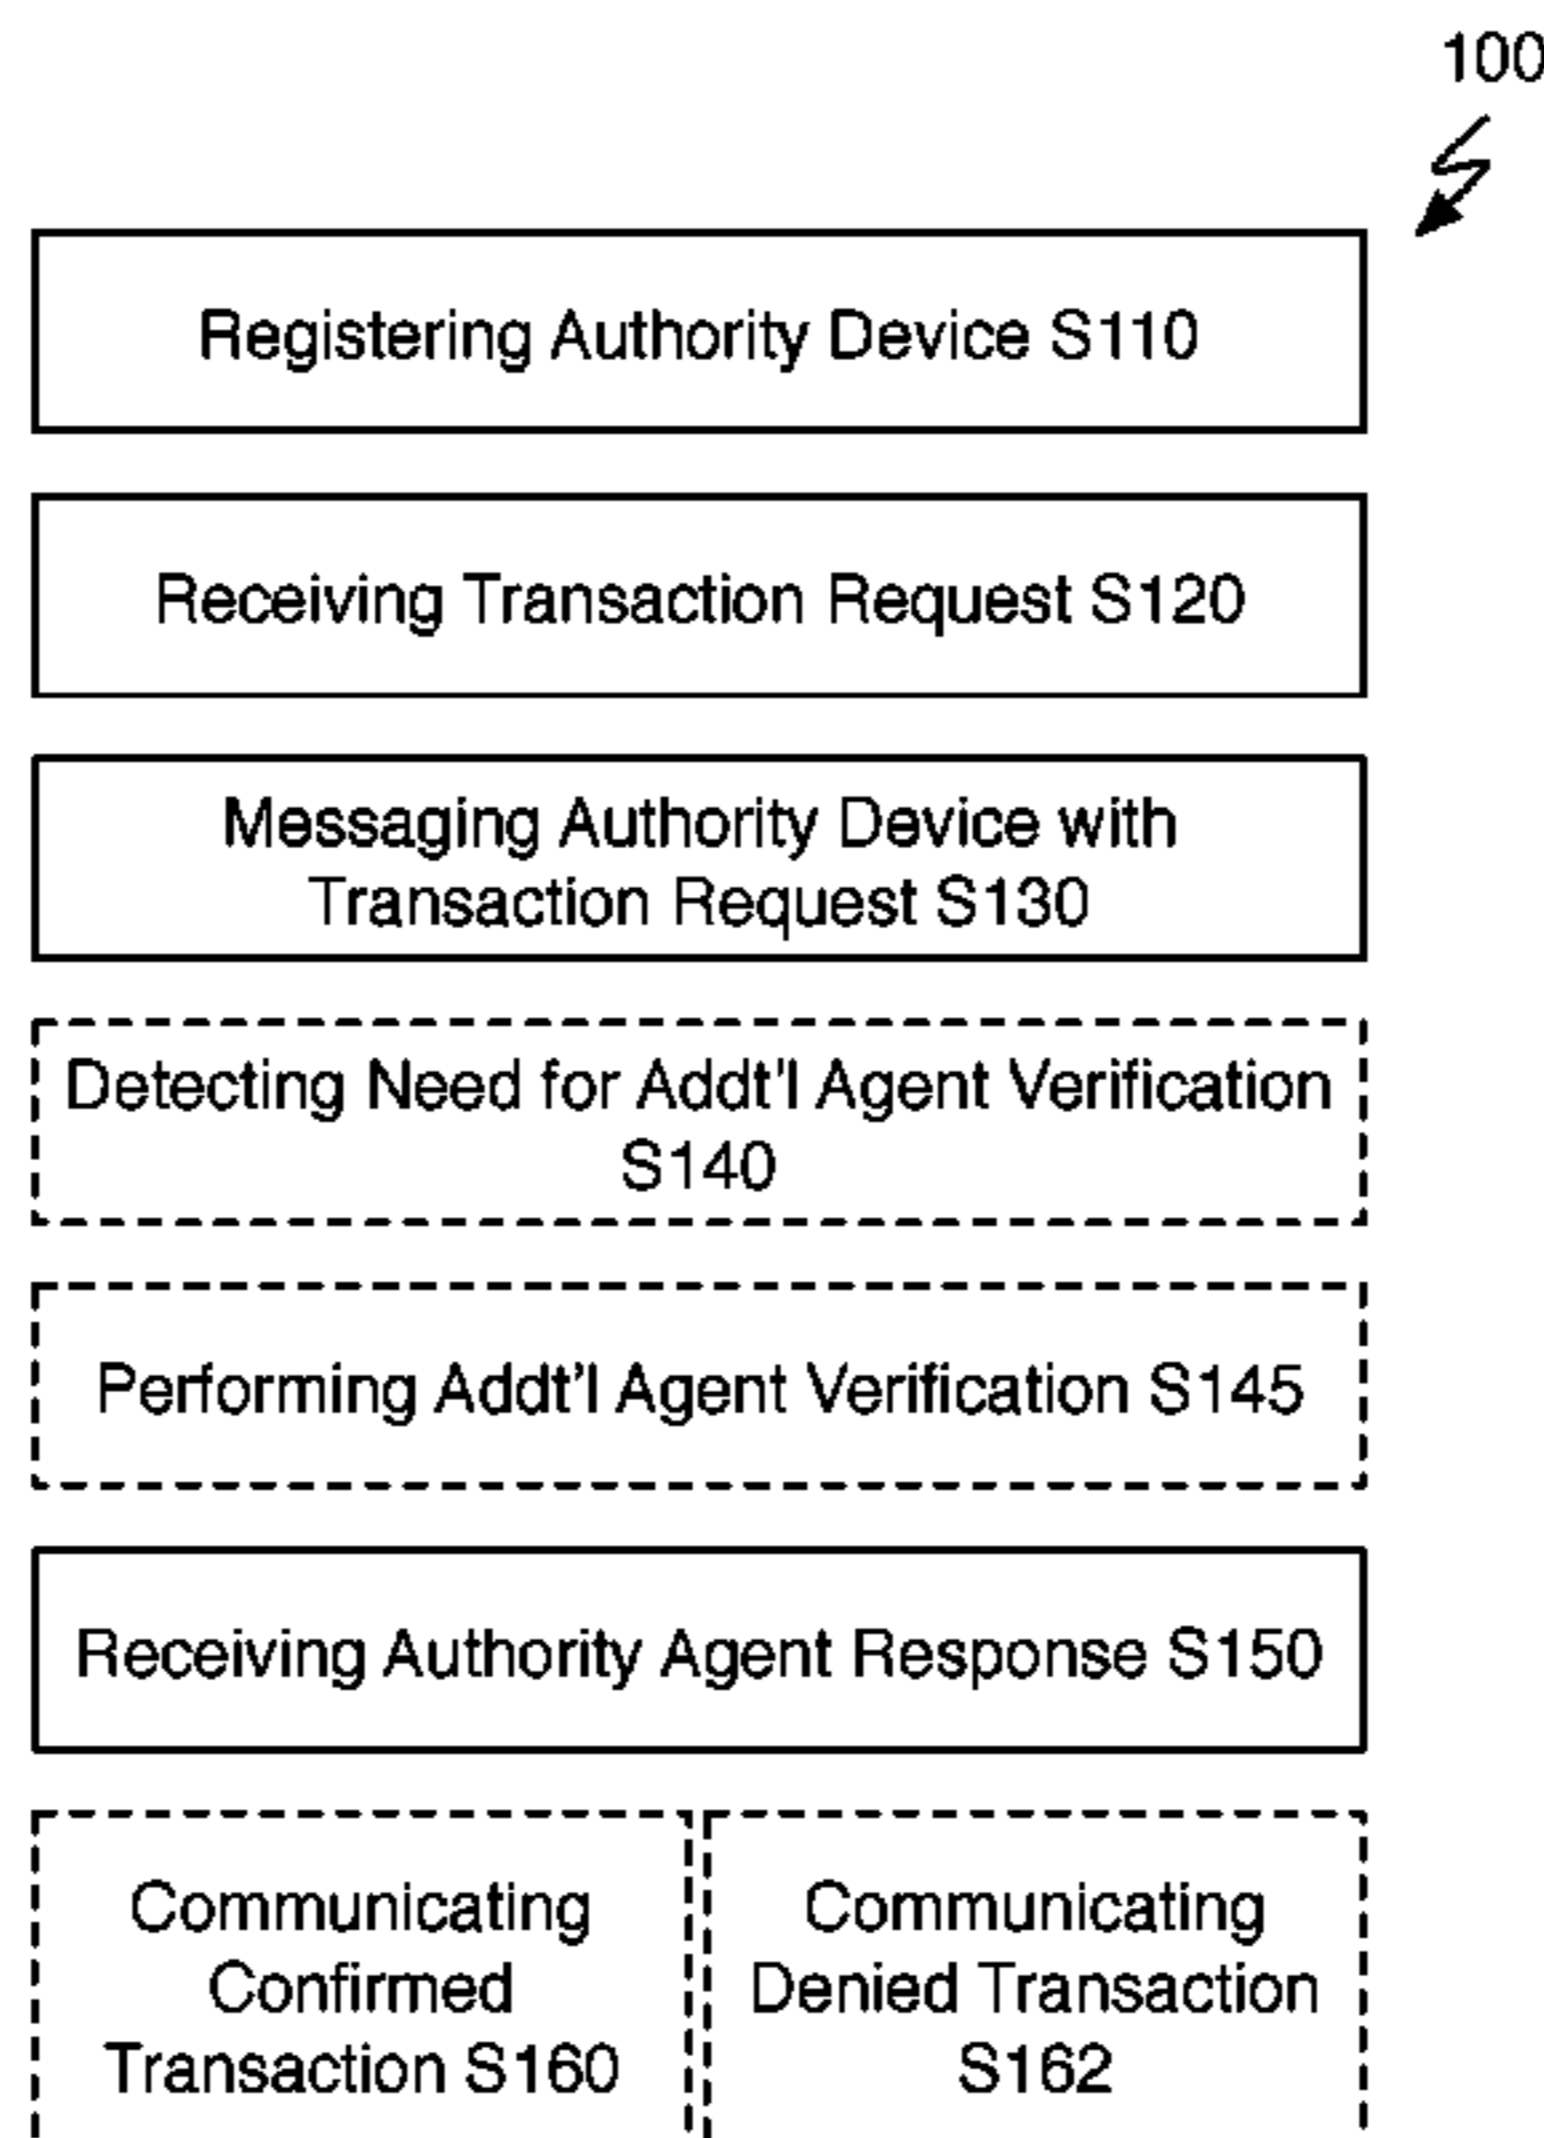 100
Registering Authority Device S110
Receiving Transaction Request S120
Messaging Authority Device with
Transaction Request S130
Detecting Need for Addt'l Agent Verification
S140
Performing Addt’l Agent Verification S145
Receiving Authority Agent Response S150
Communicating
Confirmed
Transaction S160
Communicating
Denied Transaction
S162